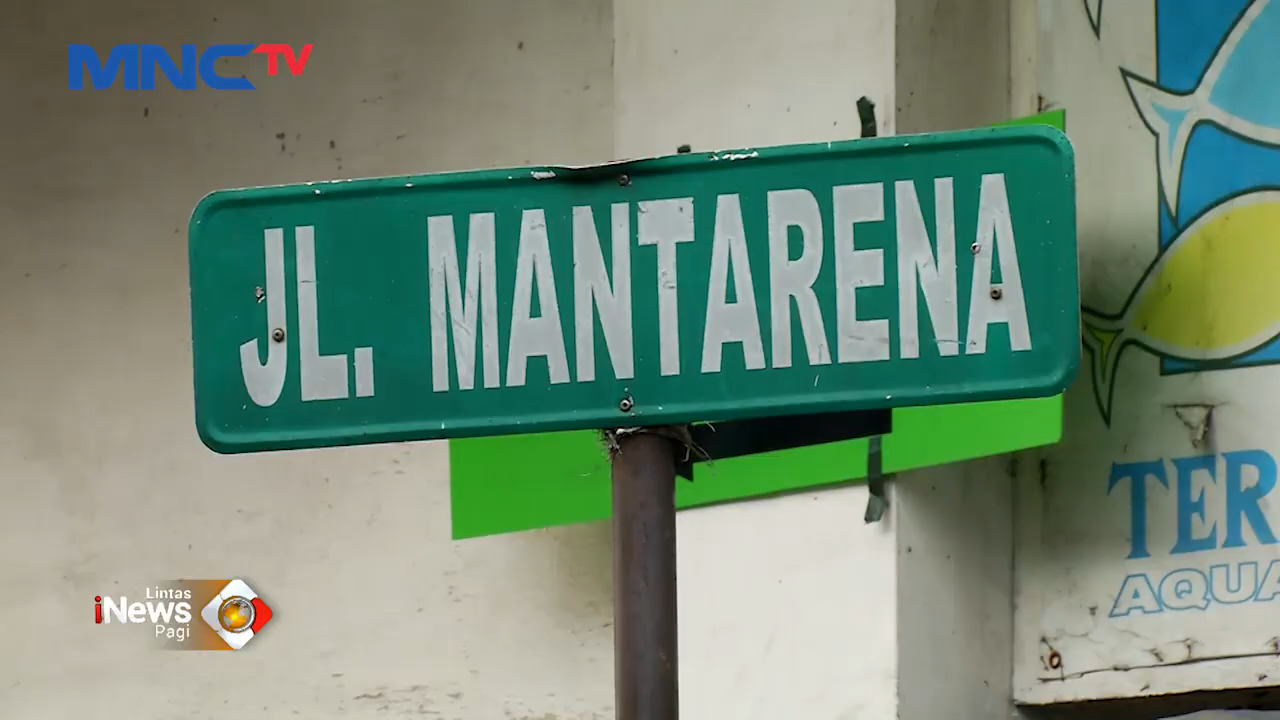 MNCTV
JL. MANTARENA
TER
AQUA
Lintas
iNews
Pagi